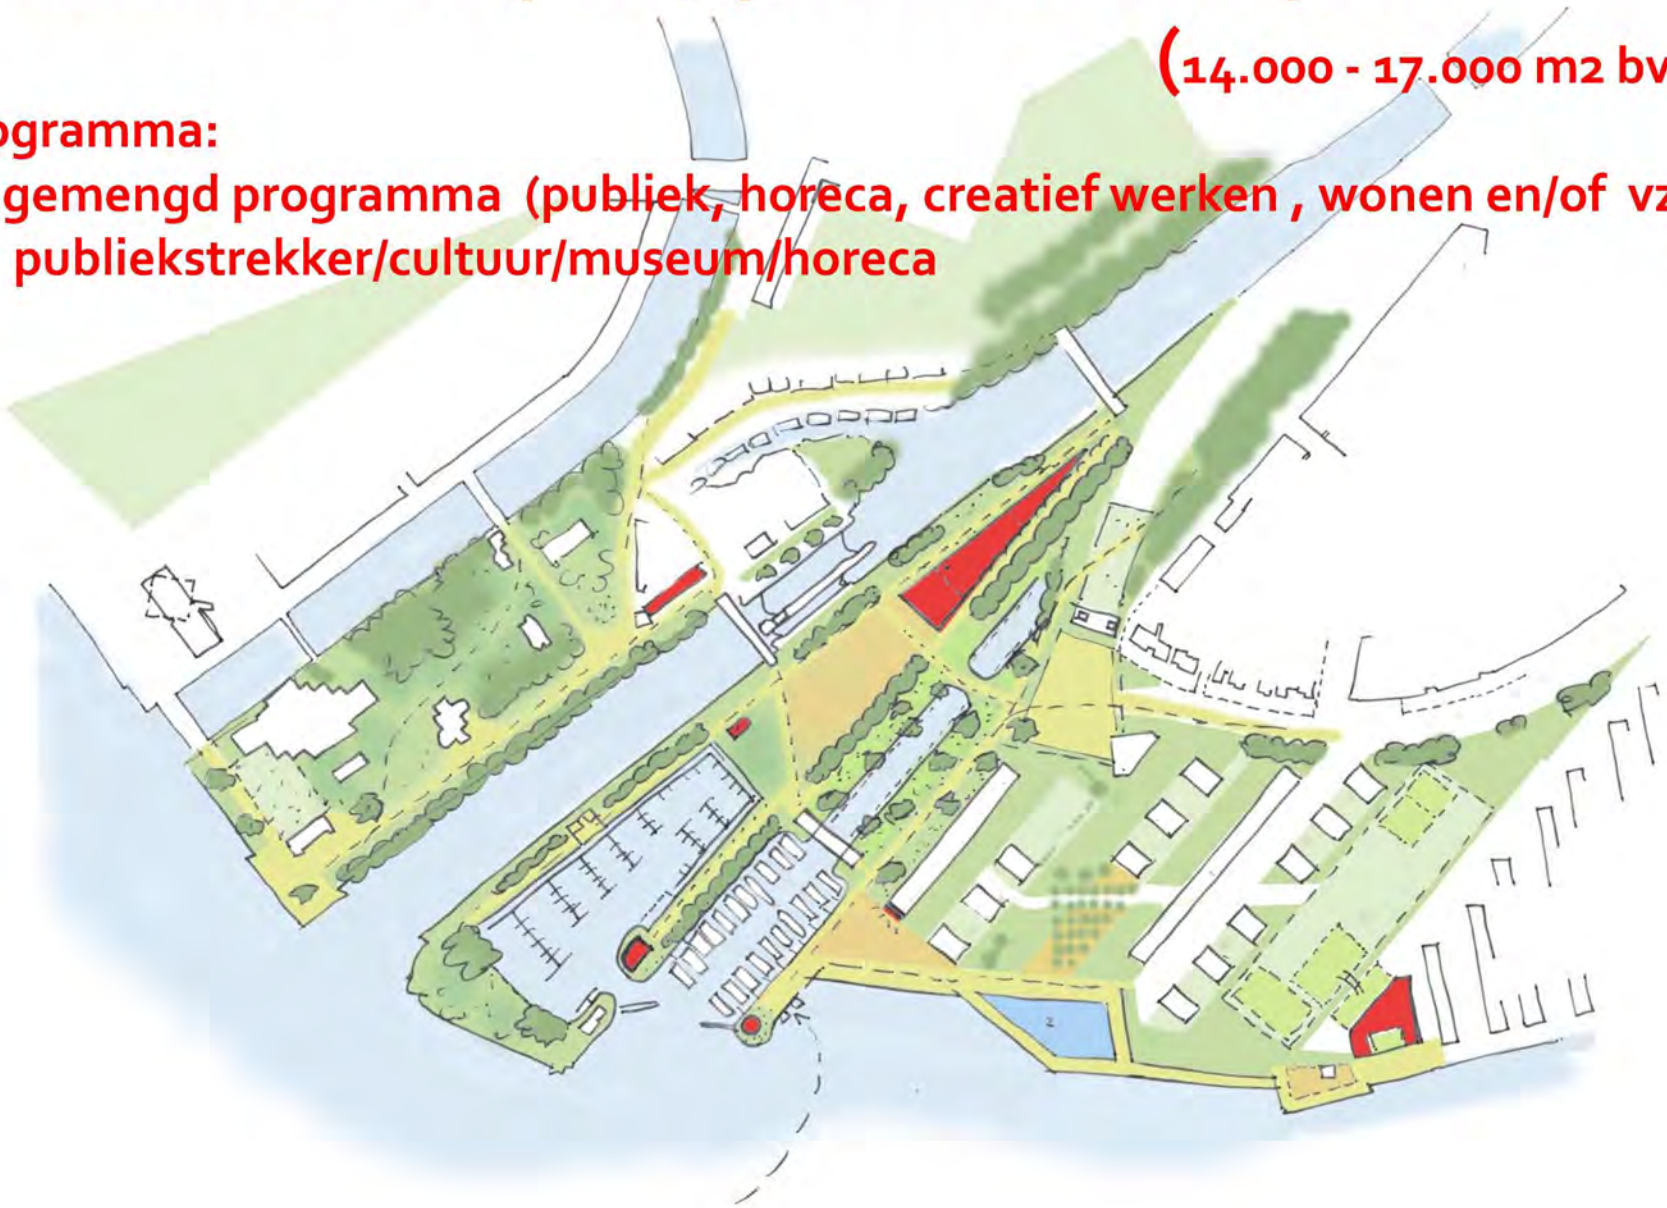 (14.000 - 17.000 m2 bv
ogramma:
gemengd programma (publiek, horeca, creatief werken , wonen en/of vz
publiekstrekker/cultuur/museum/horeca
z